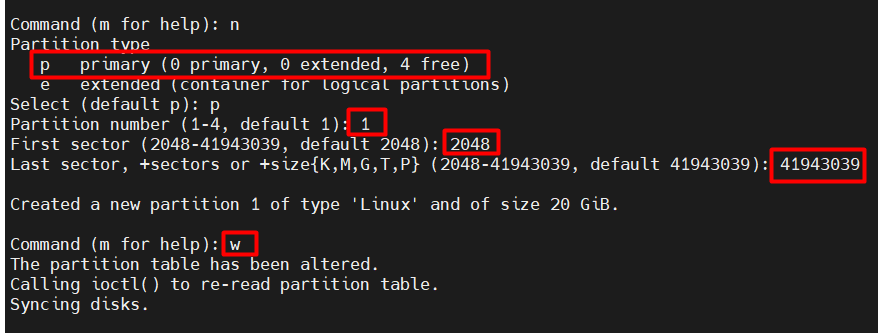 Command (m for help): n
Partition type
p   primary (0 primary, 0 extended, 4 free)
e   extended (container for logical partitions)
Select (default p): p
Partition number (1-4, default 1): 1
First sector (2048-41943039, default 2048): 2048
Last sector, +sectors or +size{K,M,G,T,P} (2048-41943039, default 41943039): 41943039
Created a new partition 1 of type 'Linux' and of size 20 GiB.
Command (m for help): w
The partition table has been altered.
Calling ioctl() to re-read partition table.
Syncing disks.